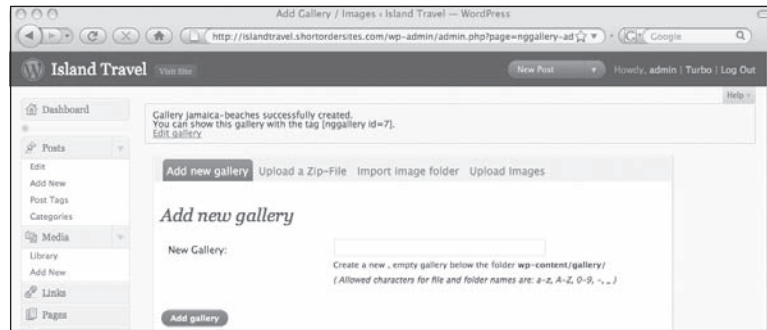 Add Gallery / Images ‹ Island Travel — WordPress
http://islandtravel.shortordersites.com/wp-admin/admin.php?page=nggallery-ad
Google
Island Travel
Visit Site
New Post
Howdy, admin | Turbo | Log Out
Help
Dashboard
Posts
Edit
Add New
Post Tags
Categories
Media
Library
Add New
Links
Pages
Gallery Jamaica-beaches successfully created.
You can show this gallery with the tag [nggallery id=7].
Edit gallery
Add new gallery Upload a Zip-File Import image folder Upload Images
Add new gallery
New Gallery:
Create a new , empty gallery below the folder wp-content/gallery/
( Allowed characters for file and folder names are: a-z, A-Z, 0-9, -, _ )
Add gallery